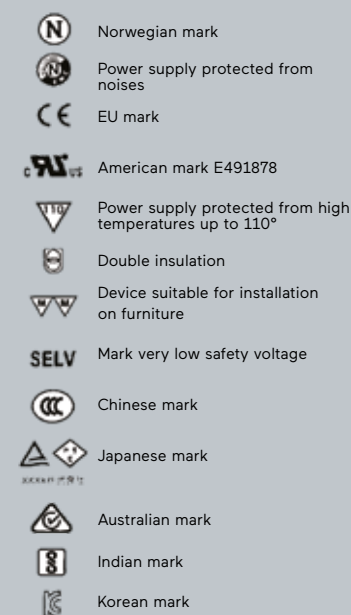 N Norwegian mark
Power supply protected from
noises
CE EU mark
c RU us American mark E491878
110 Power supply protected from high
temperatures up to 110°
Double insulation
M M Device suitable for installation
on furniture
SELV Mark very low safety voltage
CCC Chinese mark
Japanese mark
Australian mark
Indian mark
Korean mark